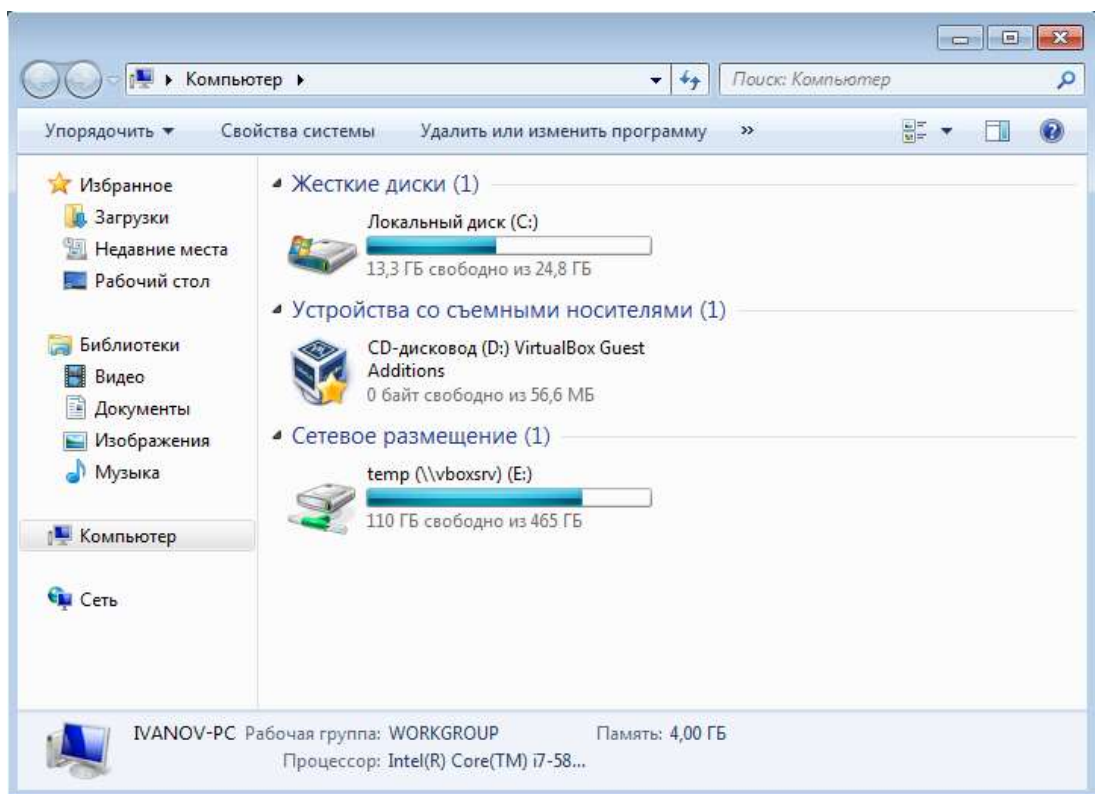 Компьютер
Поиск: Компьютер
Упорядочить Свойства системы Удалить или изменить программу »
Избранное
Загрузки
Недавние места
Рабочий стол
Библиотеки
Видео
Документы
Изображения
Музыка
Компьютер
Сеть
Жесткие диски (1)
Локальный диск (C:)
13,3 ГБ свободно из 24,8 ГБ
Устройства со съемными носителями (1)
CD-дисковод (D:) VirtualBox Guest
Additions
0 байт свободно из 56,6 МБ
Сетевое размещение (1)
temp (\\vboxsrv) (E:)
110 ГБ свободно из 465 ГБ
IVANOV-PC Рабочая группа: WORKGROUP Память: 4,00 ГБ
Процессор: Intel(R) Core(TM) i7-58...